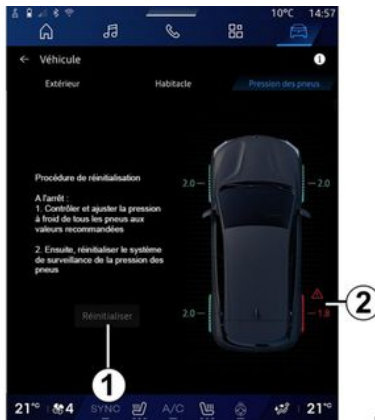 10°C 14:57
Véhicule
Extérieur Habitacle Pression des pneus
Procédure de réinitialisation
A l'arrêt :
1. Contrôler et ajuster la pression
à froid de tous les pneus aux
valeurs recommandées
2. Ensuite, réinitialiser le système
de surveillance de la pression des
pneus
2.0 2.0
2.0 1.8
2
Réinitialiser
1
21°C 4 SYNC A/C 21°C